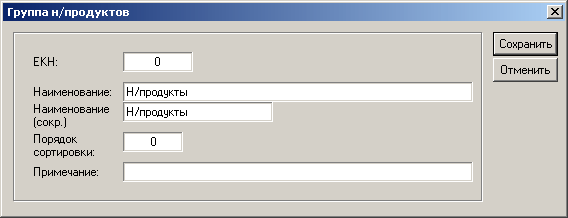 Группа н/продуктов
Сохранить
ЕКН: 0
Отменить
Наименование: Н/продукты
Наименование
(сокр.) Н/продукты
Порядок
сортировки: 0
Примечание: